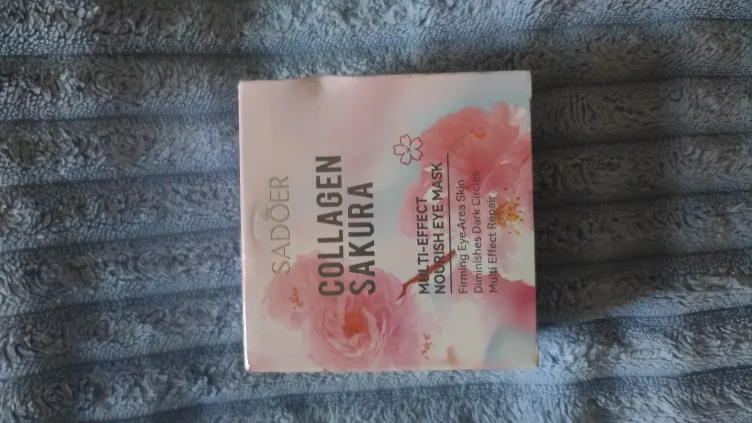 SADOER
COLLAGEN
SAKURA
MULTI-EFFECT
NOURISH EYE MASK
Firming Eye Area Skin
Diminishes Dark Circles
Multi Effect Repair